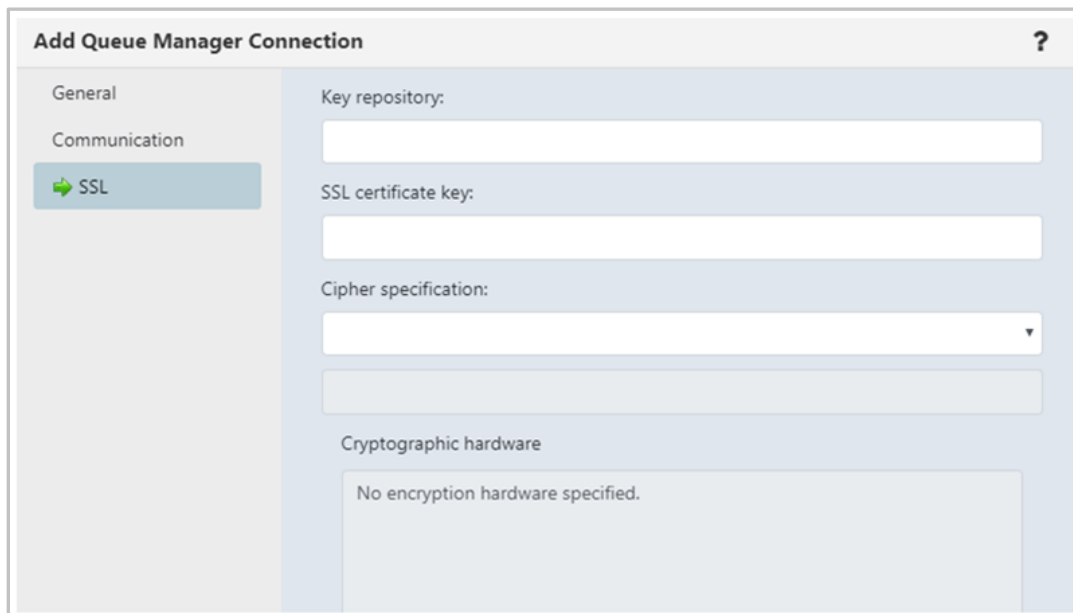 Add Queue Manager Connection ?
General
Communication
SSL
Key repository:
SSL certificate key:
Cipher specification:
Cryptographic hardware
No encryption hardware specified.